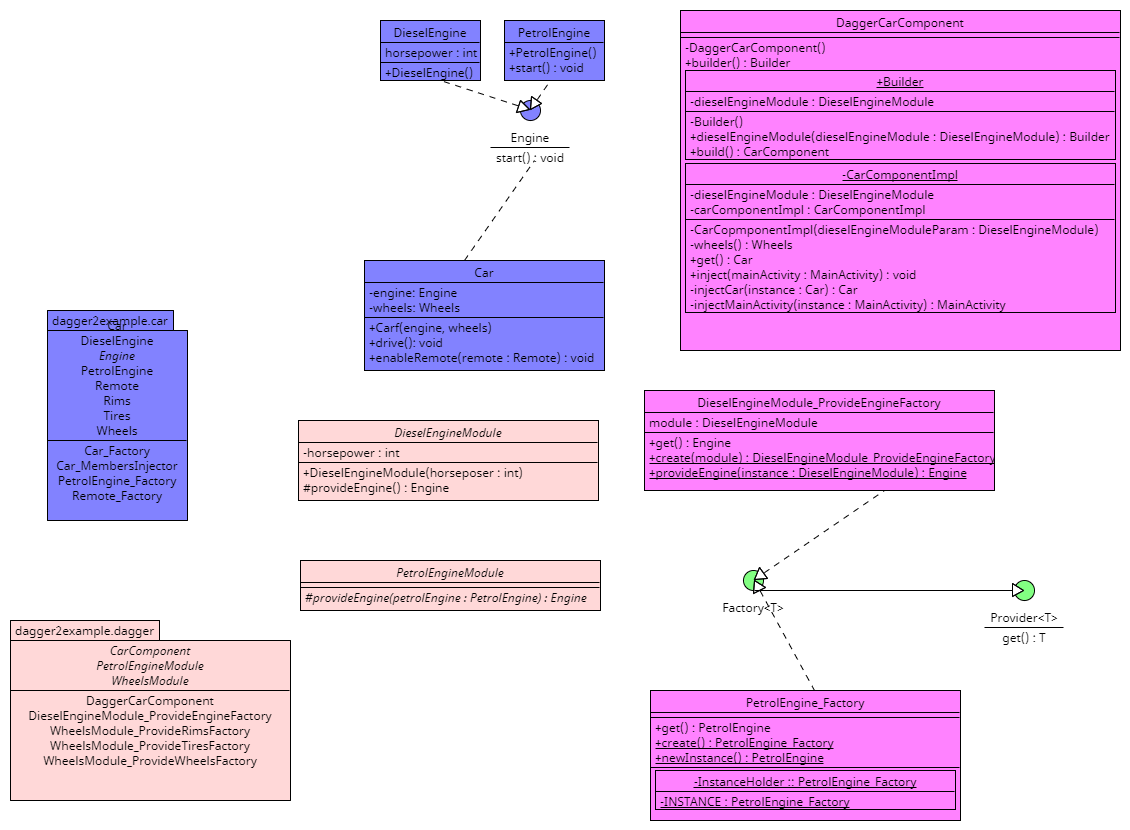 DieselEngine
horsepower : int
+DieselEngine()
PetrolEngine
+PetrolEngine()
+start() : void
Engine
start() : void
Car
-engine: Engine
-wheels: Wheels
+Carf(engine, wheels)
+drive(): void
+enableRemote(remote : Remote) : void
DaggerCarComponent
-DaggerCarComponent()
+builder() : Builder
+Builder
-dieselEngineModule : DieselEngineModule
-Builder()
+dieselEngineModule(dieselEngineModule : DieselEngineModule) : Builder
+build() : CarComponent
-CarComponentImpl
-dieselEngineModule : DieselEngineModule
-carComponentImpl : CarComponentImpl
-CarCopmponentImpl(dieselEngineModuleParam : DieselEngineModule)
-wheels() : Wheels
+get() : Car
+inject(mainActivity : MainActivity) : void
-injectCar(instance : Car) : Car
-injectMainActivity(instance : MainActivity) : MainActivity
dagger2example.car
Car
DieselEngine
Engine
PetrolEngine
Remote
Rims
Tires
Wheels
Car_Factory
Car_MembersInjector
PetrolEngine_Factory
Remote_Factory
DieselEngineModule
-horsepower : int
+DieselEngineModule(horseposer : int)
#provideEngine() : Engine
DieselEngineModule_ProvideEngineFactory
module : DieselEngineModule
+get() : Engine
+create(module) : DieselEngineModule_ProvideEngineFactory
+provideEngine(instance : DieselEngineModule) : Engine
PetrolEngineModule
#provideEngine(petrolEngine : PetrolEngine) : Engine
Factory<T>
Provider<T>
get() : T
dagger2example.dagger
CarComponent
PetrolEngineModule
WheelsModule
DaggerCarComponent
DieselEngineModule_ProvideEngineFactory
WheelsModule_ProvideRimsFactory
WheelsModule_ProvideTiresFactory
WheelsModule_ProvideWheelsFactory
PetrolEngine_Factory
+get() : PetrolEngine
+create() : PetrolEngine_Factory
+newInstance() : PetrolEngine
-InstanceHolder :: PetrolEngine_Factory
-INSTANCE : PetrolEngine_Factory